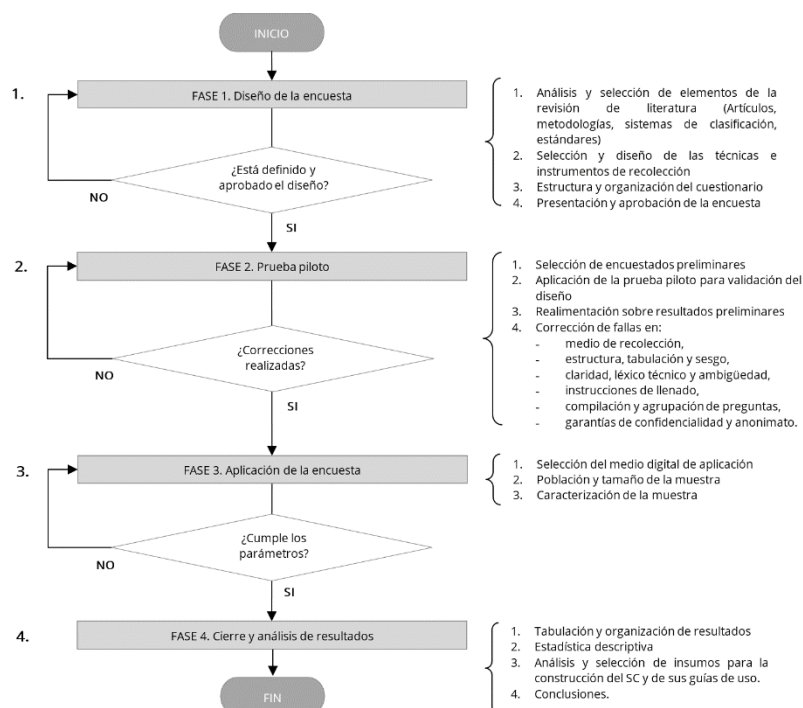 INICIO
1.
FASE 1. Diseño de la encuesta
¿Está definido y
aprobado el diseño?
NO
SI
1. Análisis y selección de elementos de la
revisión de literatura (Artículos,
metodologías, sistemas de clasificación,
estándares)
2. Selección y diseño de las técnicas e
instrumentos de recolección
3. Estructura y organización del cuestionario
4. Presentación y aprobación de la encuesta
2.
FASE 2. Prueba piloto
¿Correcciones
realizadas?
NO
SI
1. Selección de encuestados preliminares
2. Aplicación de la prueba piloto para validación del
diseño
3. Realimentación sobre resultados preliminares
4. Corrección de fallas en:
- medio de recolección,
- estructura, tabulación y sesgo,
- claridad, léxico técnico y ambigüedad,
- instrucciones de llenado,
- compilación y agrupación de preguntas,
- garantías de confidencialidad y anonimato.
3.
FASE 3. Aplicación de la encuesta
¿Cumple los
parámetros?
NO
SI
1. Selección del medio digital de aplicación
2. Población y tamaño de la muestra
3. Caracterización de la muestra
4.
FASE 4. Cierre y análisis de resultados
FIN
1. Tabulación y organización de resultados
2. Estadística descriptiva
3. Análisis y selección de insumos para la
construcción del SC y de sus guías de uso.
4. Conclusiones.